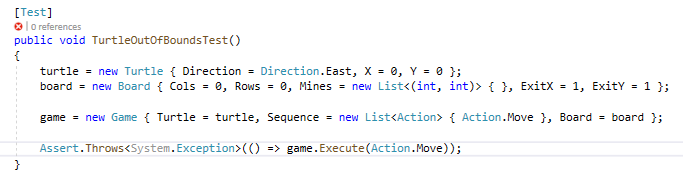 [Test]
| 0 references
public void TurtleOutOfBoundsTest()
{
turtle = new Turtle { Direction = Direction.East, X = 0, Y = 0 };
board = new Board { Cols = 0, Rows = 0, Mines = new List<(int, int)> { }, ExitX = 1, ExitY = 1 };
game = new Game { Turtle = turtle, Sequence = new List<Action> { Action.Move }, Board = board };
Assert.Throws<System.Exception>(() => game.Execute(Action.Move));
}